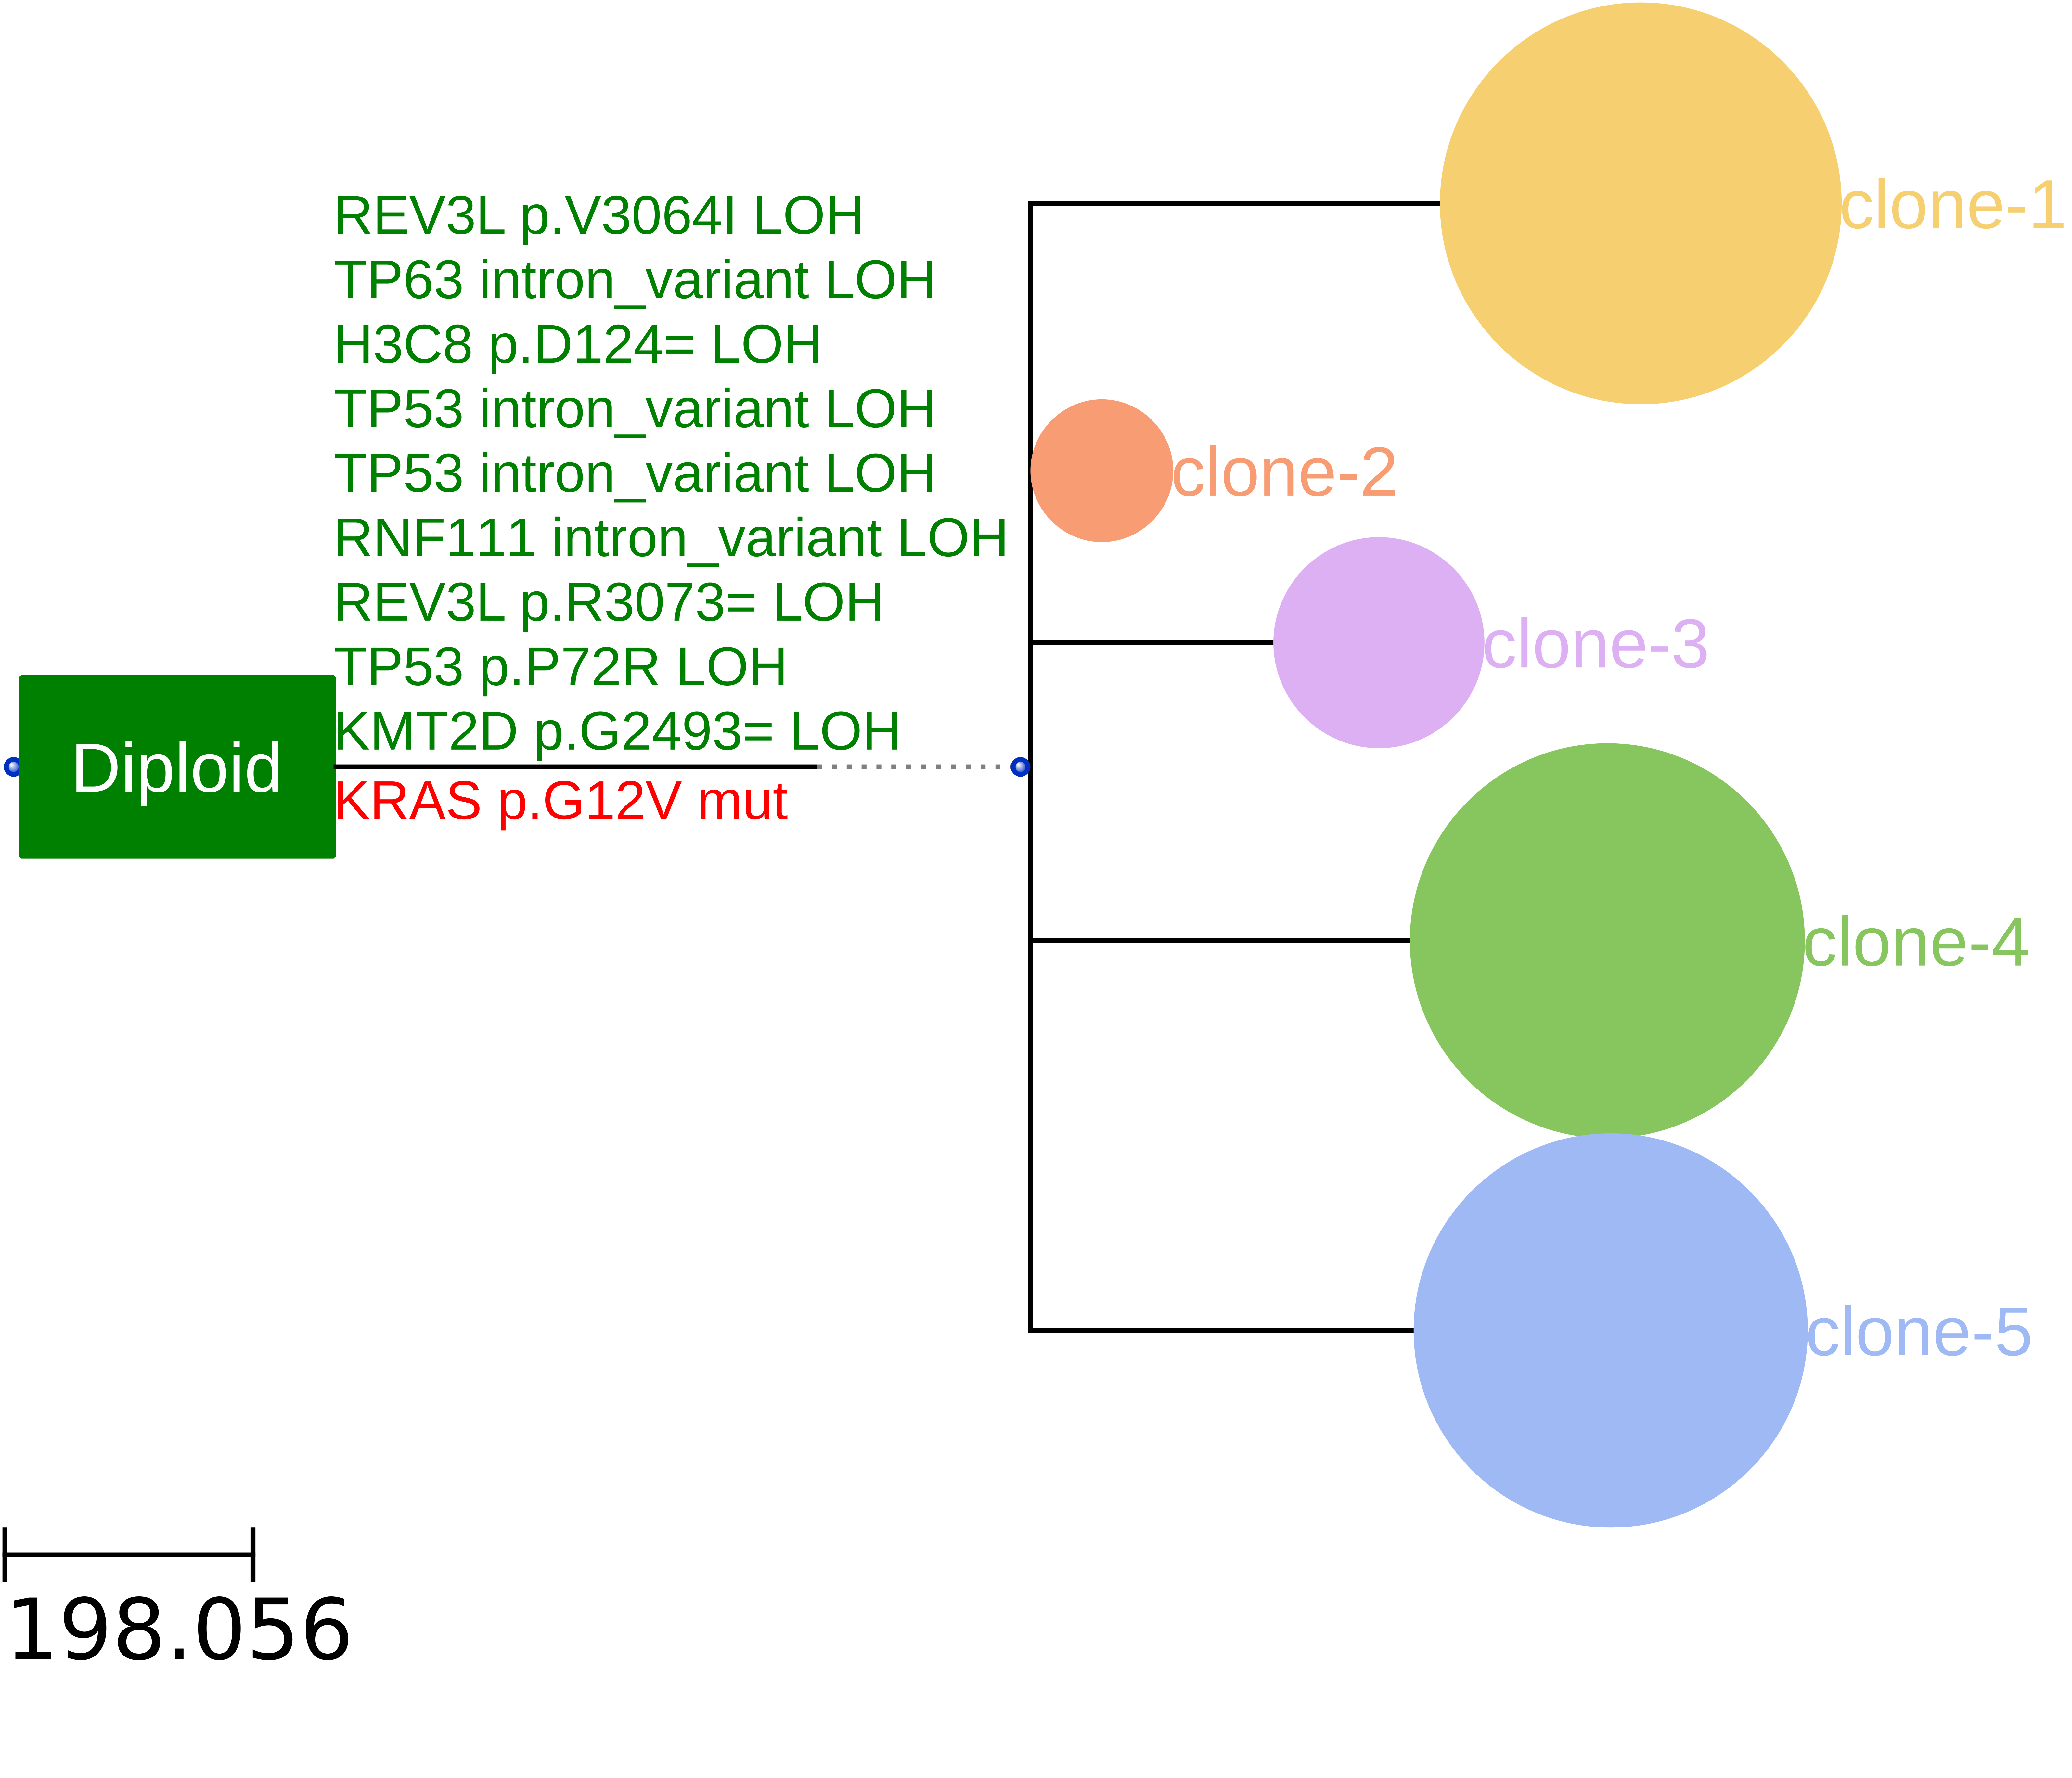 REV3L p.V3064I LOH
TP63 intron_variant LOH
H3C8 p.D124= LOH
TP53 intron_variant LOH
TP53 intron_variant LOH
RNF111 intron_variant LOH
REV3L p.R3073= LOH
TP53 p.P72R LOH
KMT2D p.G2493= LOH
KRAS p.G12V mut
Diploid
clone-1
clone-2
clone-3
clone-4
clone-5
198.056